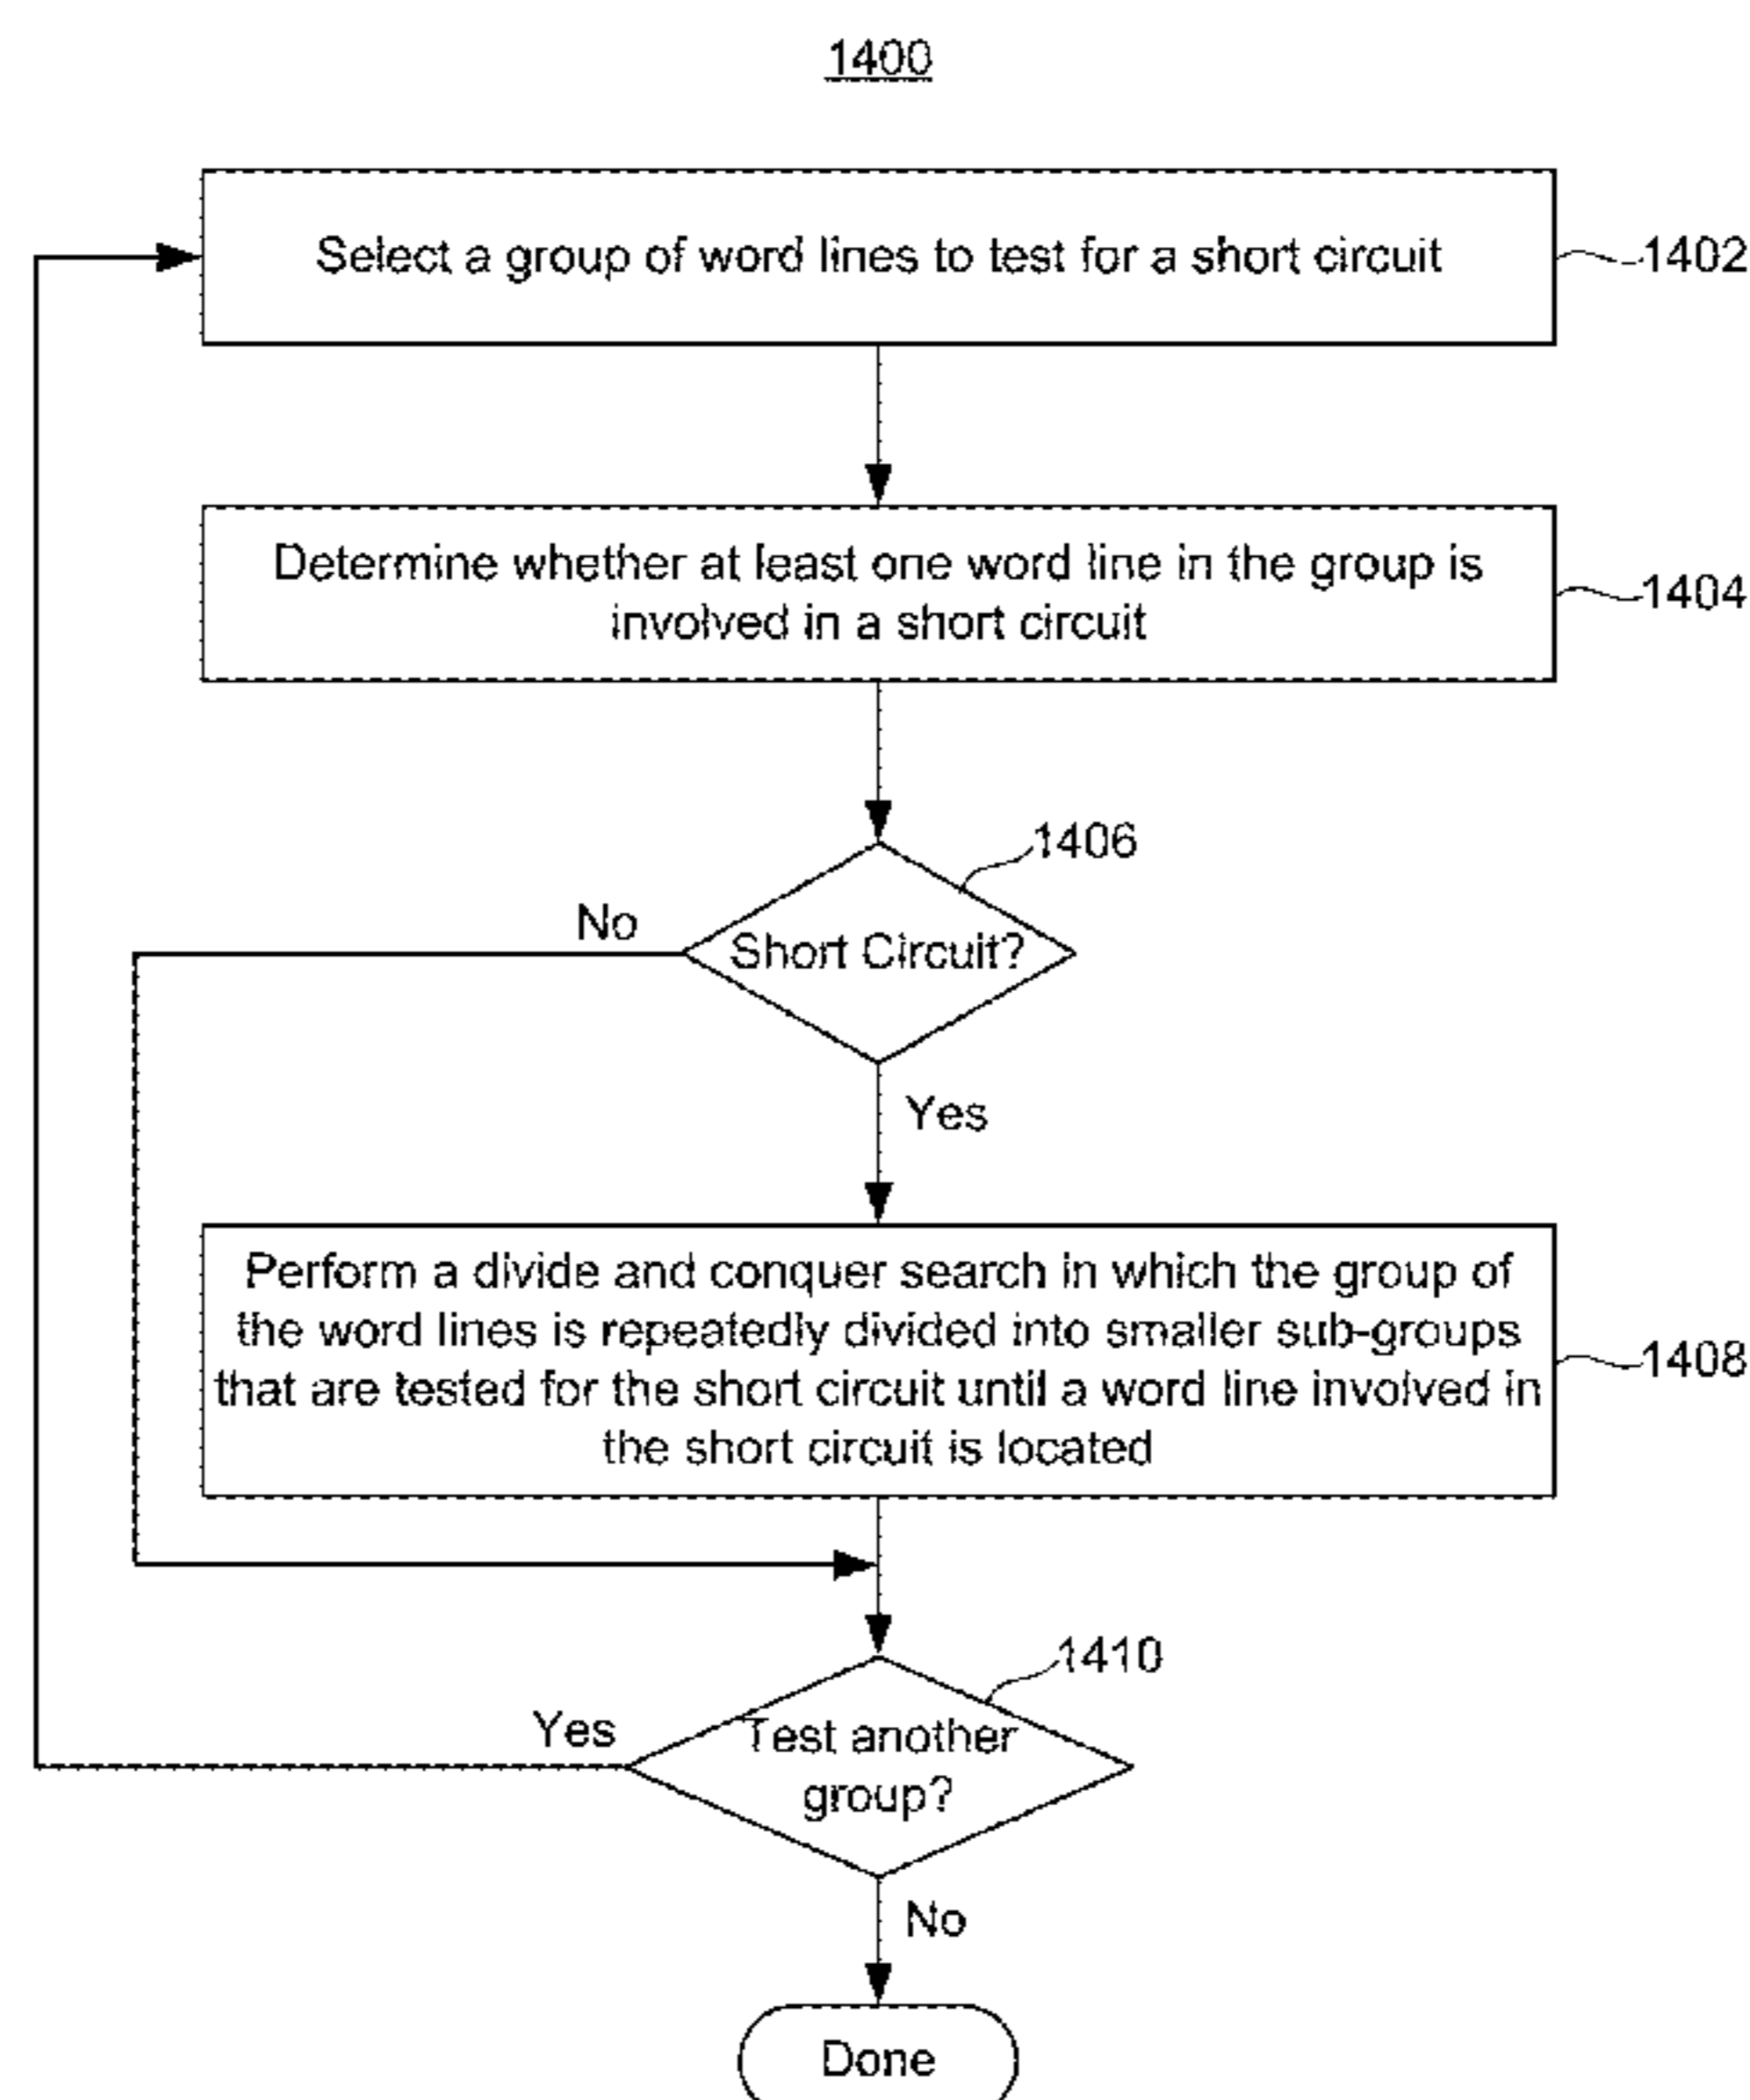 1400
Select a group of word lines to test for a short circuit
1402
Determine whether at least one word line in the group is
involved in a short circuit
1404
1406
Short Circuit?
No
Yes
Perform a divide and conquer search in which the group of
the word lines is repeatedly divided into smaller sub-groups
that are tested for the short circuit until a word line involved in
the short circuit is located
1408
1410
Test another
group?
Yes
No
Done